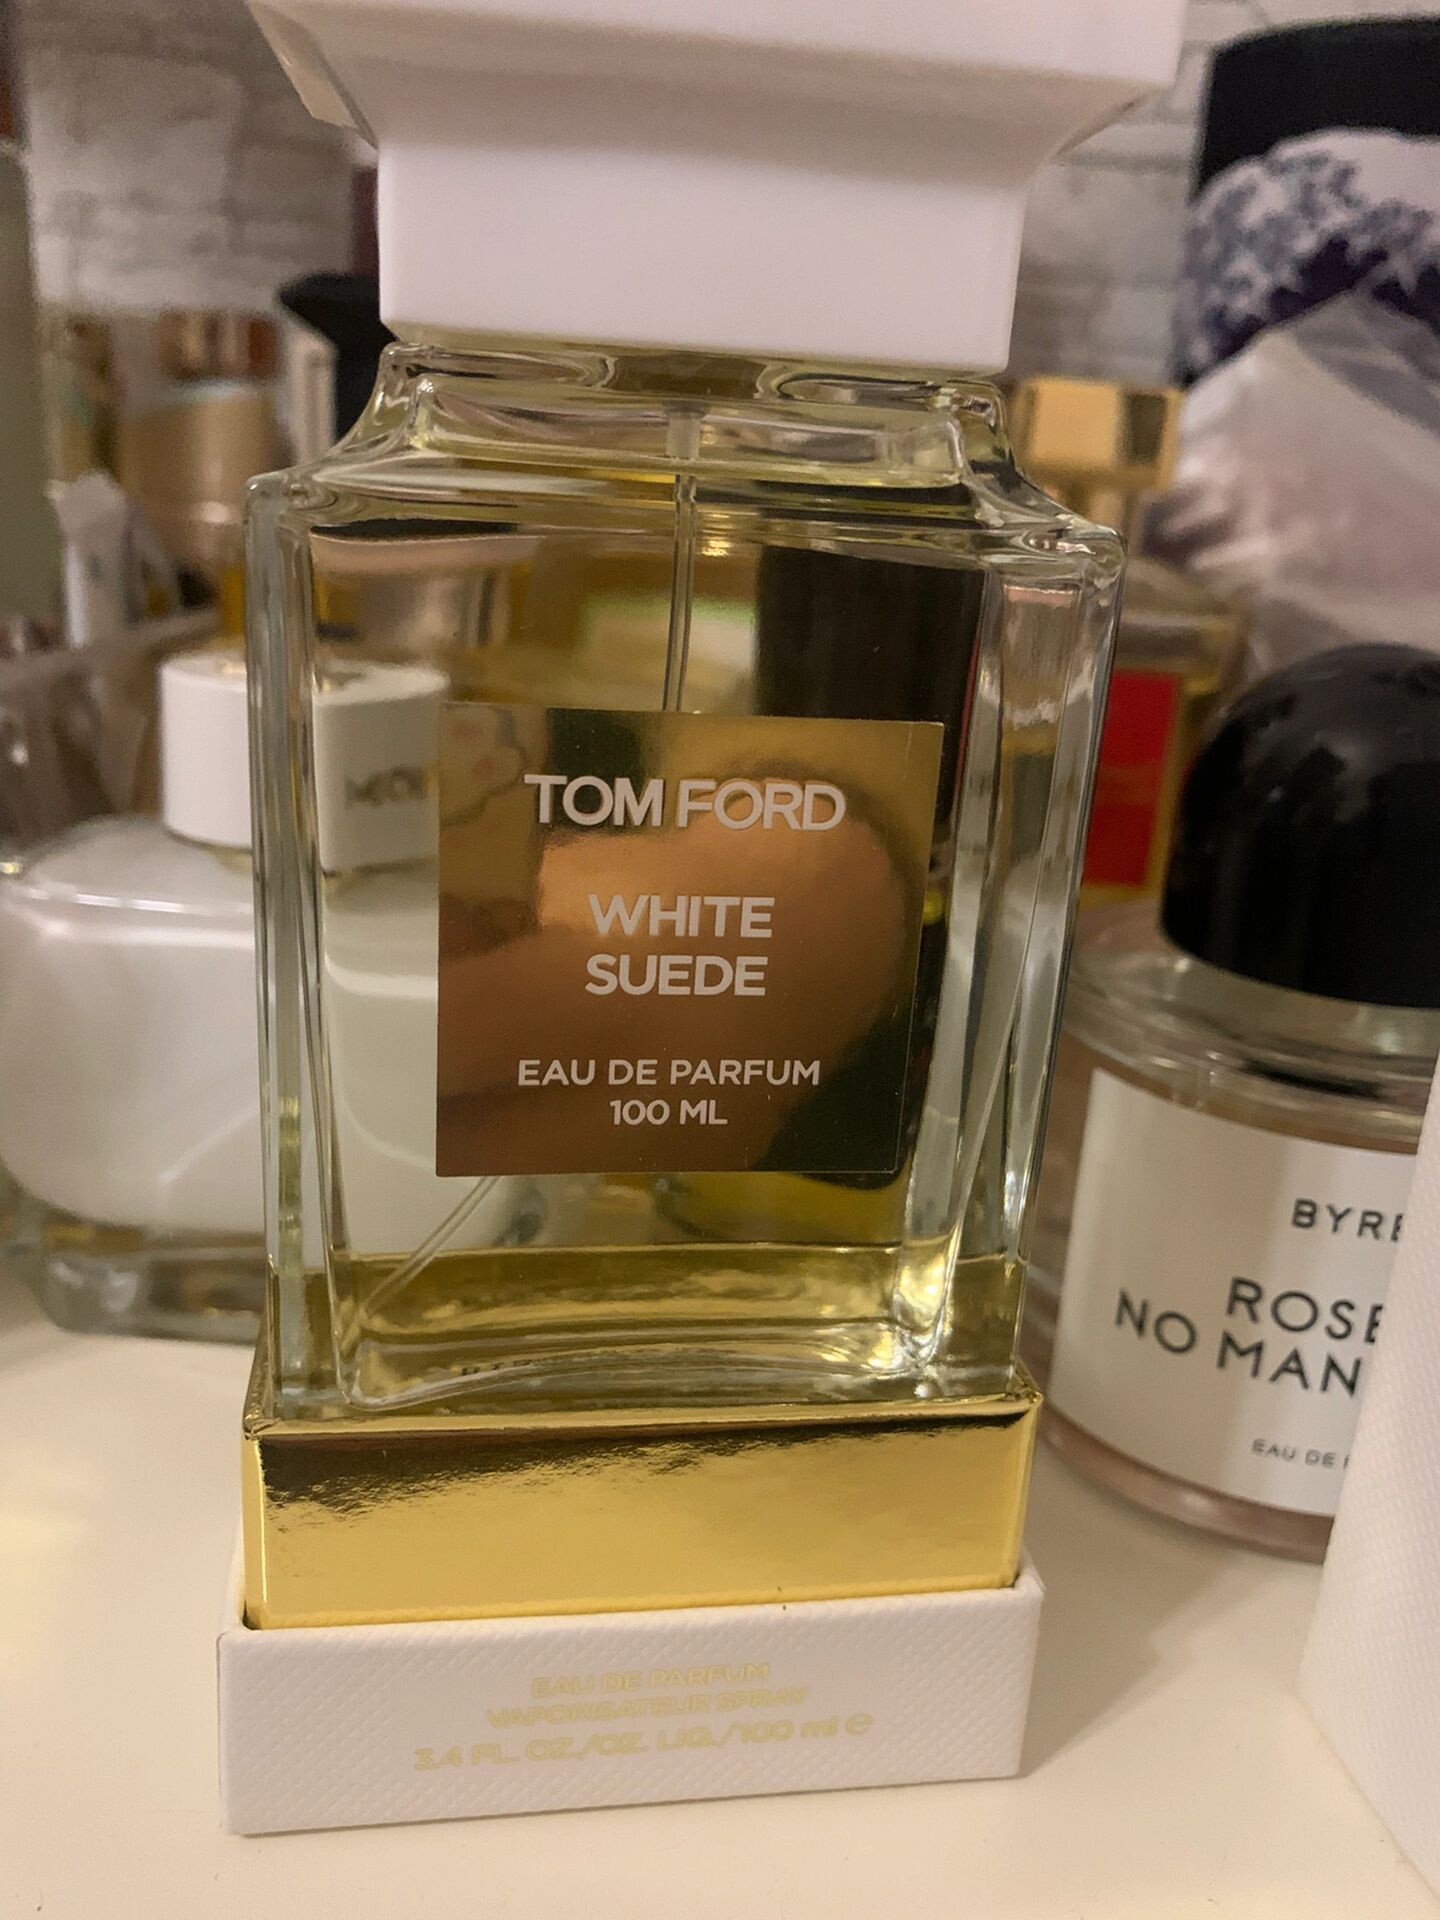 TOM FORD
WHITE
SUEDE
EAU DE PARFUM
100 ML
EAU DE PARFUM
VAPORISATEUR SPRAY
3.4 FL. OZ./OZ. LIQ./100 ml e
BYRE
ROSE
NO MAN
EAU DE